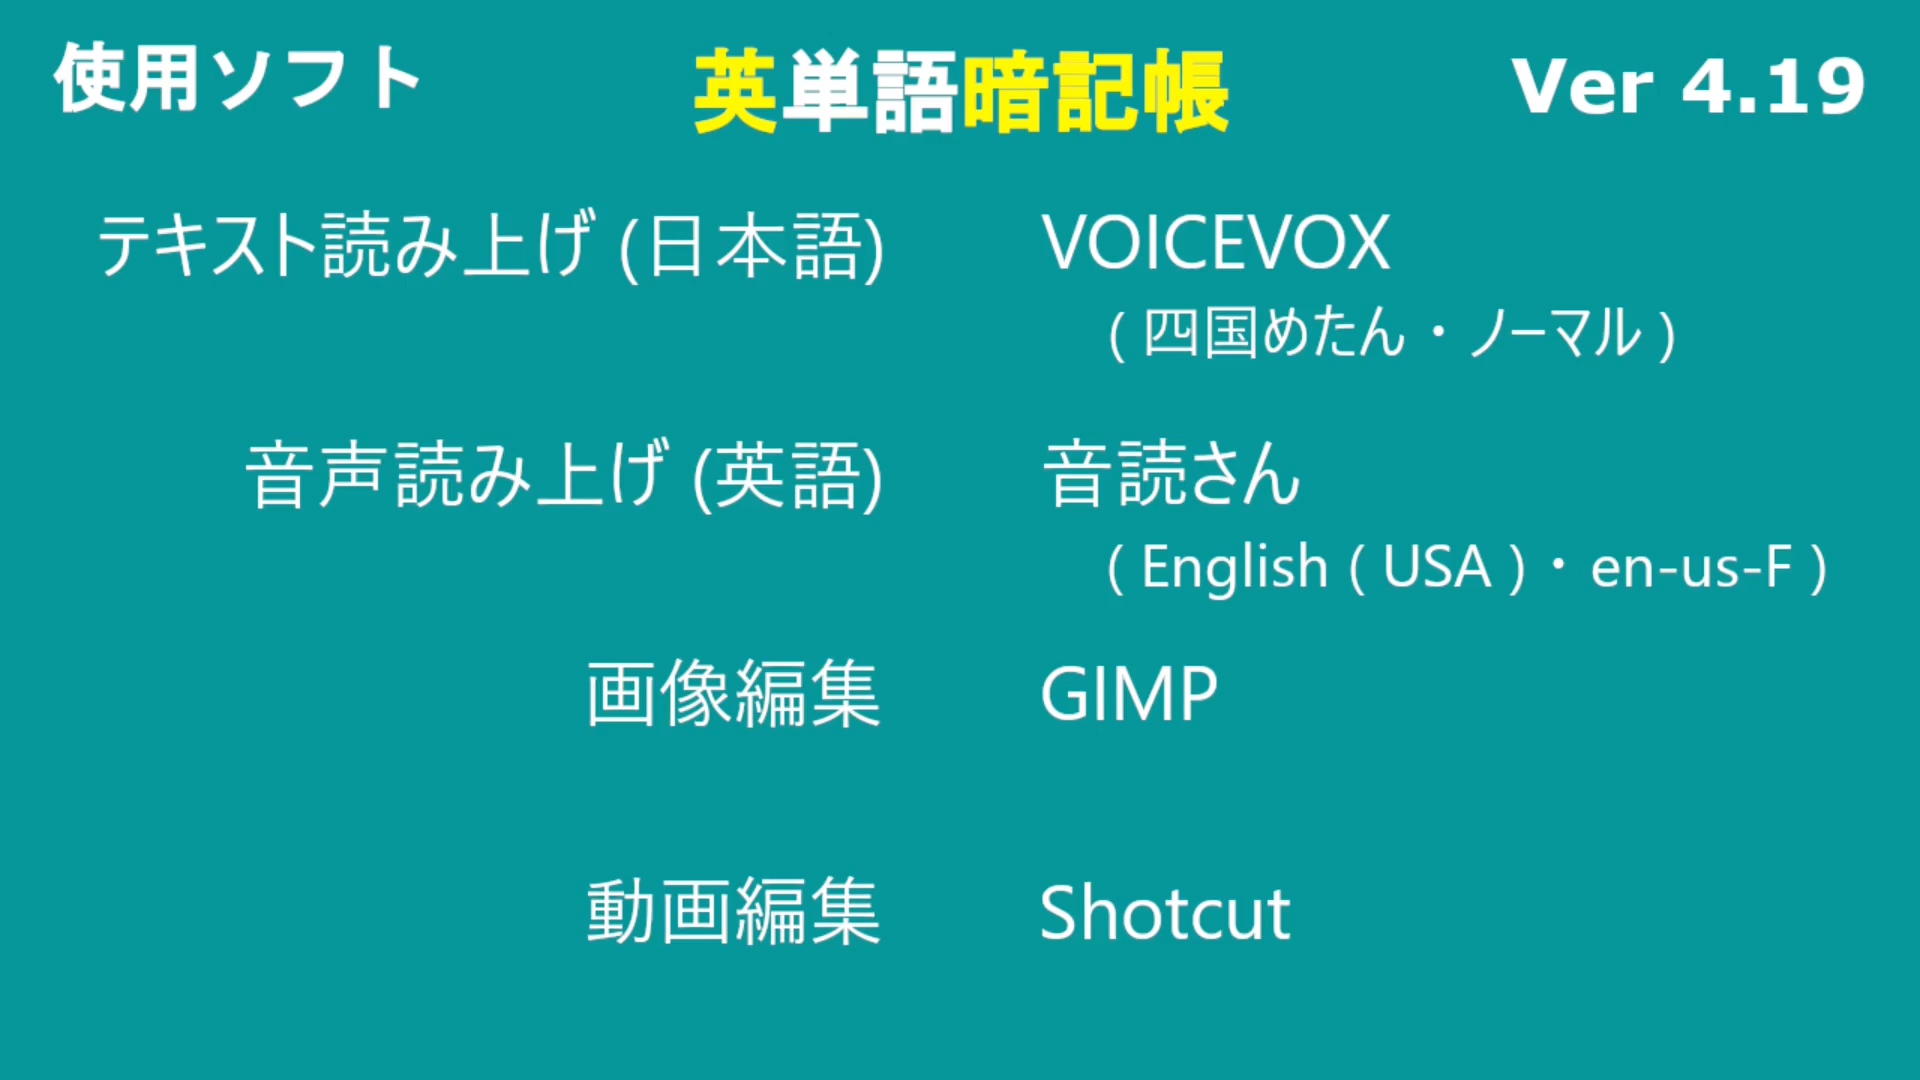 使用ソフト 英単語暗記帳 Ver 4.19
テキスト読み上げ (日本語) VOICEVOX
( 四国めたん・ノーマル )
音声読み上げ (英語) 音読さん
( English ( USA )・en-us-F )
画像編集 GIMP
動画編集 Shotcut